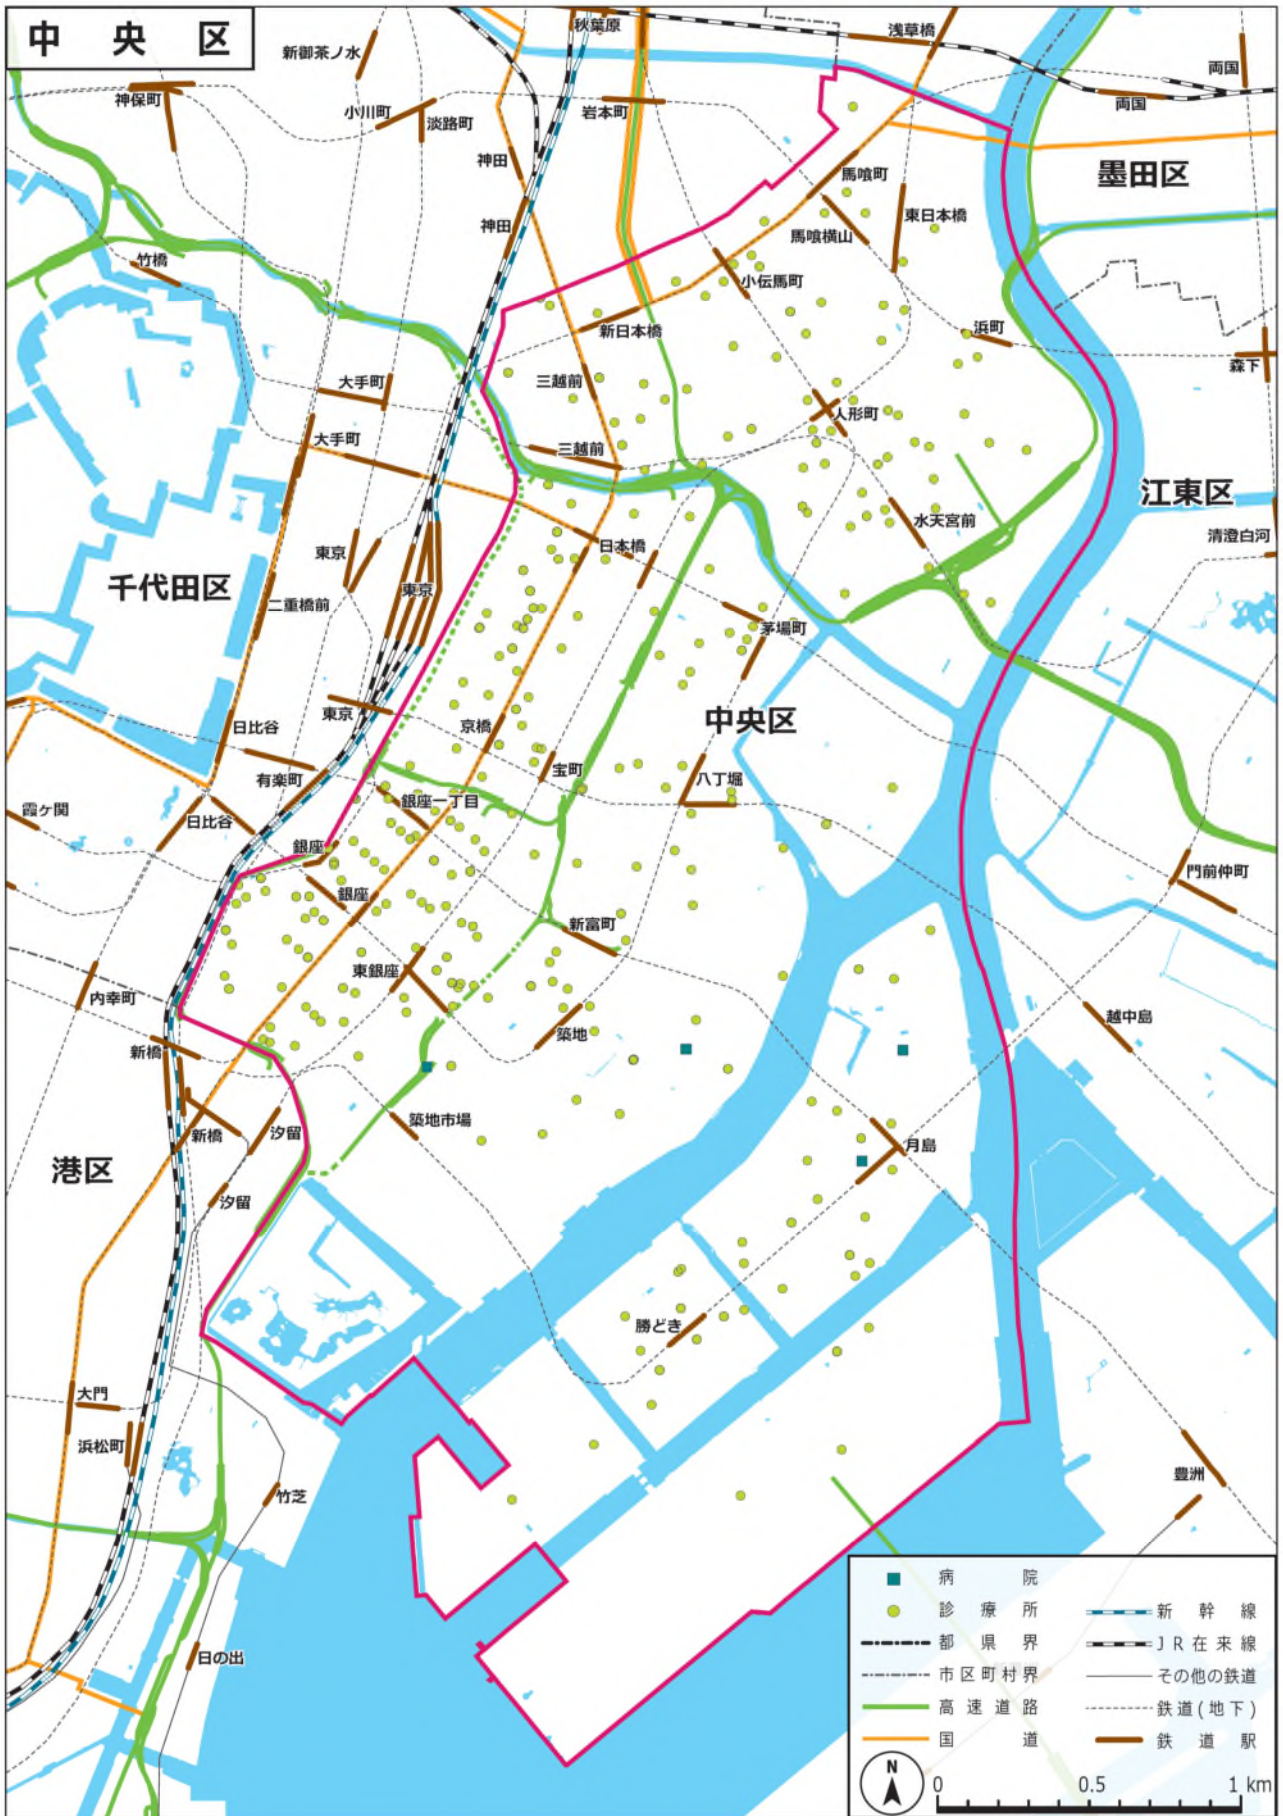 中央区
秋葉原
浅草橋
新御茶ノ水
両国
神保町
小川町
淡路町
岩本町
両国
神田
馬喰町
墨田区
神田
馬喰横山
東日本橋
竹橋
小伝馬町
新日本橋
浜町
森下
大手町
三越前
人形町
大手町
三越前
江東区
水天宮前
清澄白河
東京
日本橋
千代田区
東京
二重橋前
茅場町
東京
日比谷
京橋
中央区
有楽町
宝町
八丁堀
銀座一丁目
霞ヶ関
日比谷
銀座
門前仲町
銀座
新富町
東銀座
内幸町
越中島
築地
新橋
築地市場
新橋
汐留
月島
港区
汐留
勝どき
大門
浜松町
豊洲
竹芝
日の出
病院
診療所
都県界
市区町村界
高速道路
国道
新幹線
JR在来線
その他の鉄道
鉄道(地下)
鉄道駅
N
0 0.5 1 km